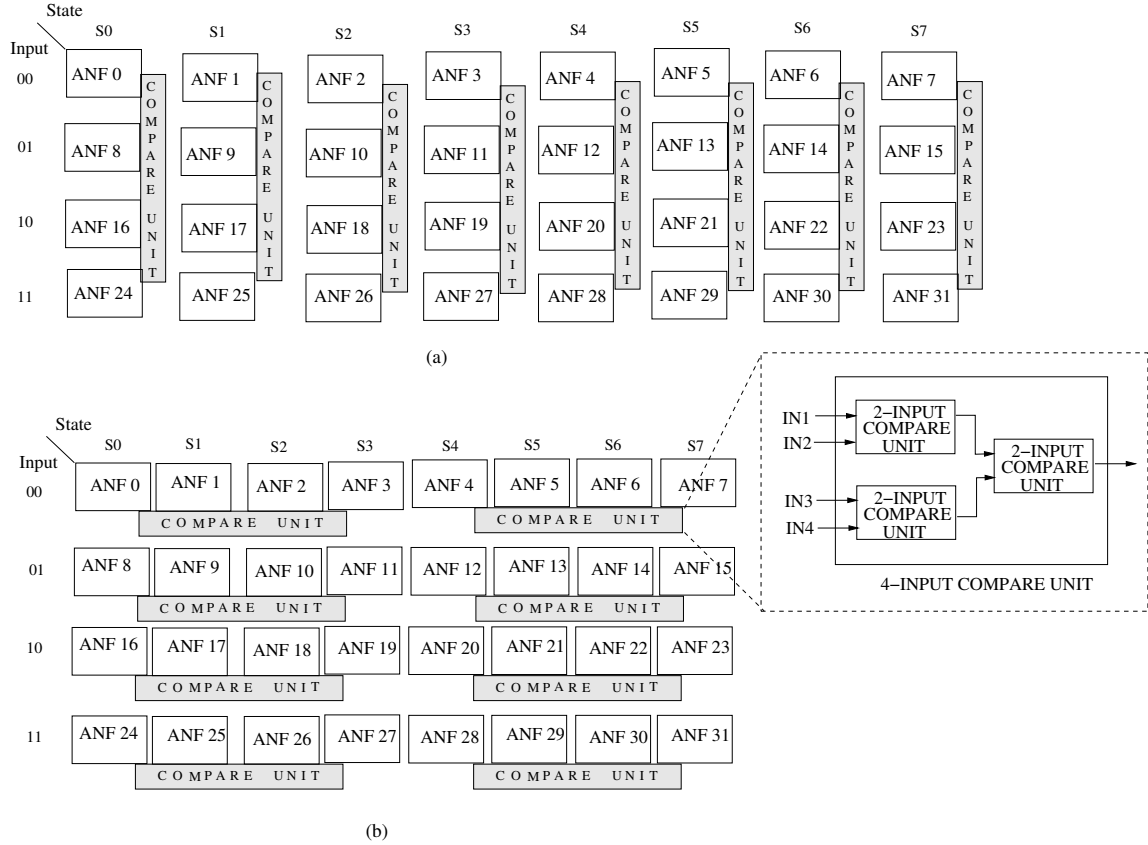 State
S0 S1 S2 S3 S4 S5 S6 S7
Input
00 ANF 0 ANF 1 ANF 2 ANF 3 ANF 4 ANF 5 ANF 6 ANF 7
01 ANF 8 ANF 9 ANF 10 ANF 11 ANF 12 ANF 13 ANF 14 ANF 15
10 ANF 16 ANF 17 ANF 18 ANF 19 ANF 20 ANF 21 ANF 22 ANF 23
11 ANF 24 ANF 25 ANF 26 ANF 27 ANF 28 ANF 29 ANF 30 ANF 31
COMPARE UNIT
COMPARE UNIT
COMPARE UNIT
COMPARE UNIT
COMPARE UNIT
COMPARE UNIT
COMPARE UNIT
COMPARE UNIT
(a)
State
S0 S1 S2 S3 S4 S5 S6 S7
Input
00 ANF 0 ANF 1 ANF 2 ANF 3 ANF 4 ANF 5 ANF 6 ANF 7
COMPARE UNIT COMPARE UNIT
01 ANF 8 ANF 9 ANF 10 ANF 11 ANF 12 ANF 13 ANF 14 ANF 15
COMPARE UNIT COMPARE UNIT
10 ANF 16 ANF 17 ANF 18 ANF 19 ANF 20 ANF 21 ANF 22 ANF 23
COMPARE UNIT COMPARE UNIT
11 ANF 24 ANF 25 ANF 26 ANF 27 ANF 28 ANF 29 ANF 30 ANF 31
COMPARE UNIT COMPARE UNIT
(b)
IN1
IN2
2−INPUT
COMPARE
UNIT
IN3
IN4
2−INPUT
COMPARE
UNIT
2−INPUT
COMPARE
UNIT
4−INPUT COMPARE UNIT